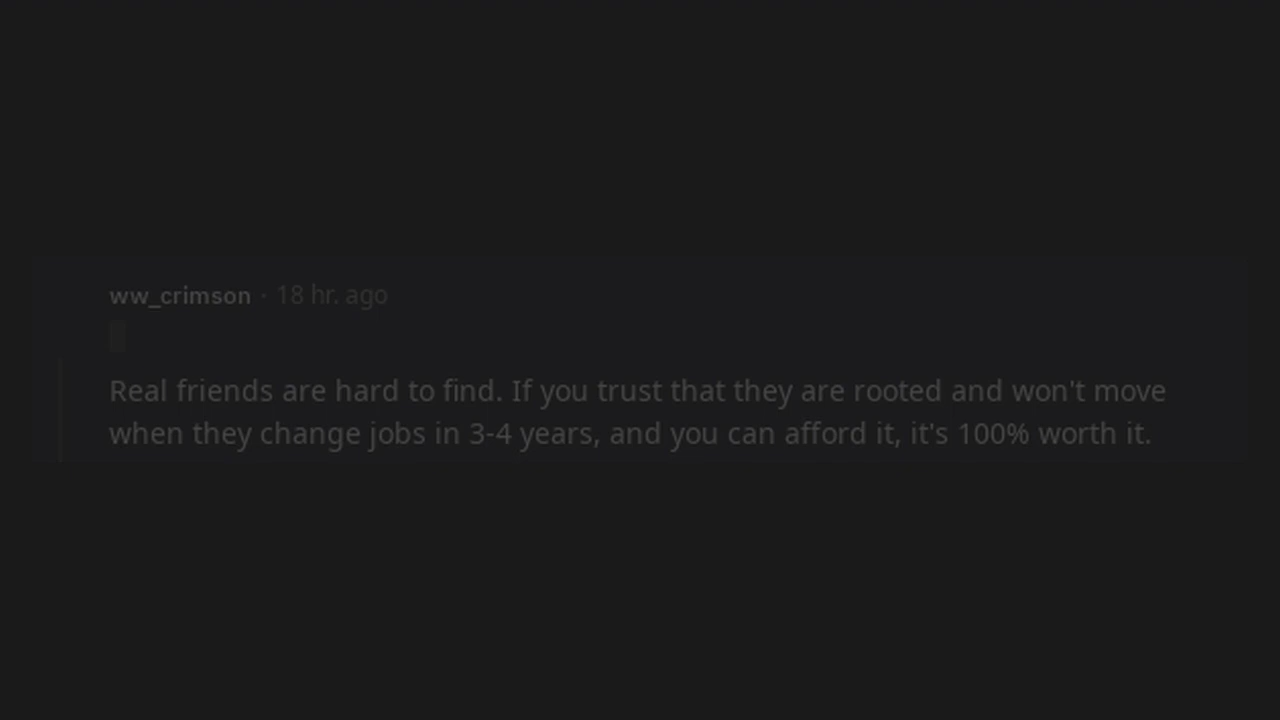 ww_crimson · 18 hr. ago
Real friends are hard to find. If you trust that they are rooted and won't move
when they change jobs in 3-4 years, and you can afford it, it's 100% worth it.